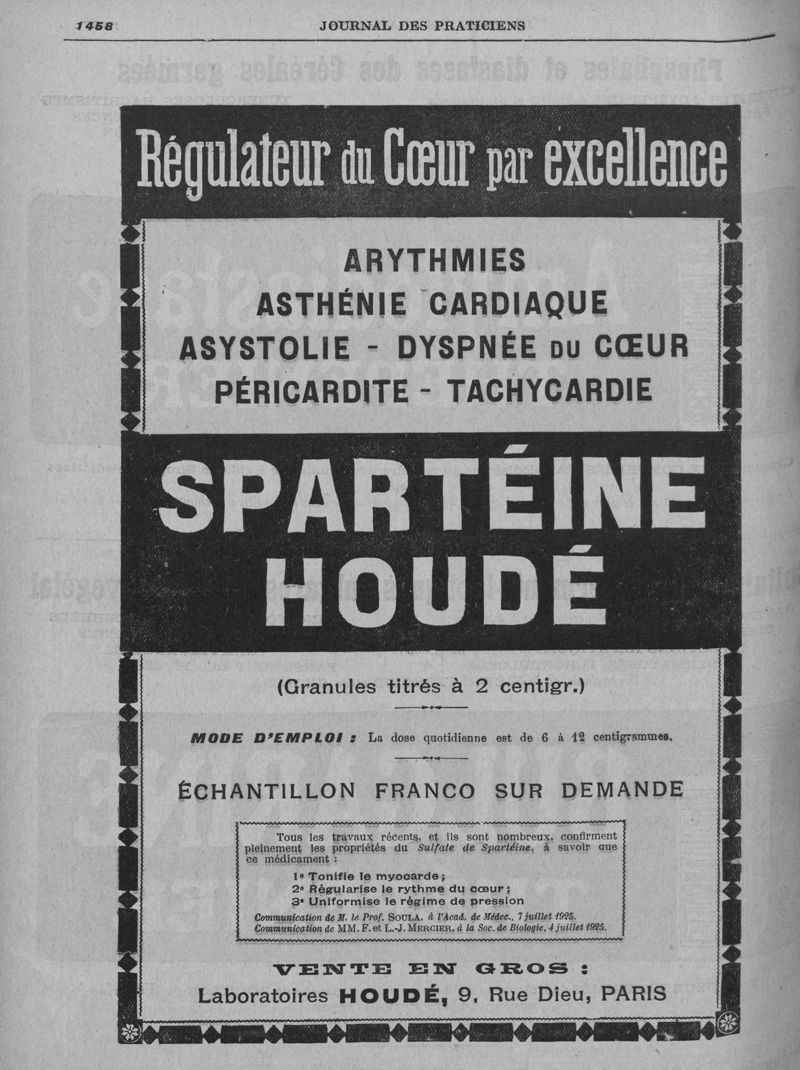 1458
JOURNAL DES PRATICIENS
Régulateur du Cœur par excellence
ARYTHMIES
ASTHÉNIE CARDIAQUE
ASYSTOLIE - DYSPNÉE DU CŒUR
PÉRICARDITE - TACHYCARDIE
SPARTÉINE
HOUDÉ
(Granules titrés à 2 centigr.)
MODE D'EMPLOI : La dose quotidienne est de 6 à 12 centigrammes.
ÉCHANTILLON FRANCO SUR DEMANDE
Tous les travaux récents, et ils sont nombreux, confirment
pleinement les propriétés du Sulfate de Spartéine, à savoir que
ce médicament :
1º Tonifie le myocarde ;
2º Régularise le rythme du cœur ;
3º Uniformise le régime de pression
Communication de M. le Prof. SOULA, à l'Acad. de Médec., 7 juillet 1925.
Communication de MM. F. et L.-J. MERCIER, à la Soc. de Biologie, 4 juillet 1925.
VENTE EN GROS :
Laboratoires HOUDÉ, 9, Rue Dieu, PARIS